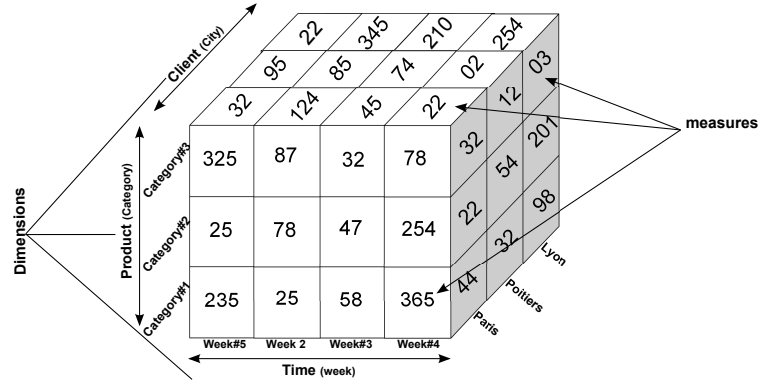 22 345 210 254
Client (City)
95 85 74 02 03
32 124 45 22 12
measures
Category#3 325 87 32 78 32 54 201
Category#2 25 78 47 254 22 32 98
Category#1 235 25 58 365 44
Dimensions
Product (Category)
Lyon
Poitiers
Paris
Week#5 Week 2 Week#3 Week#4
Time (week)